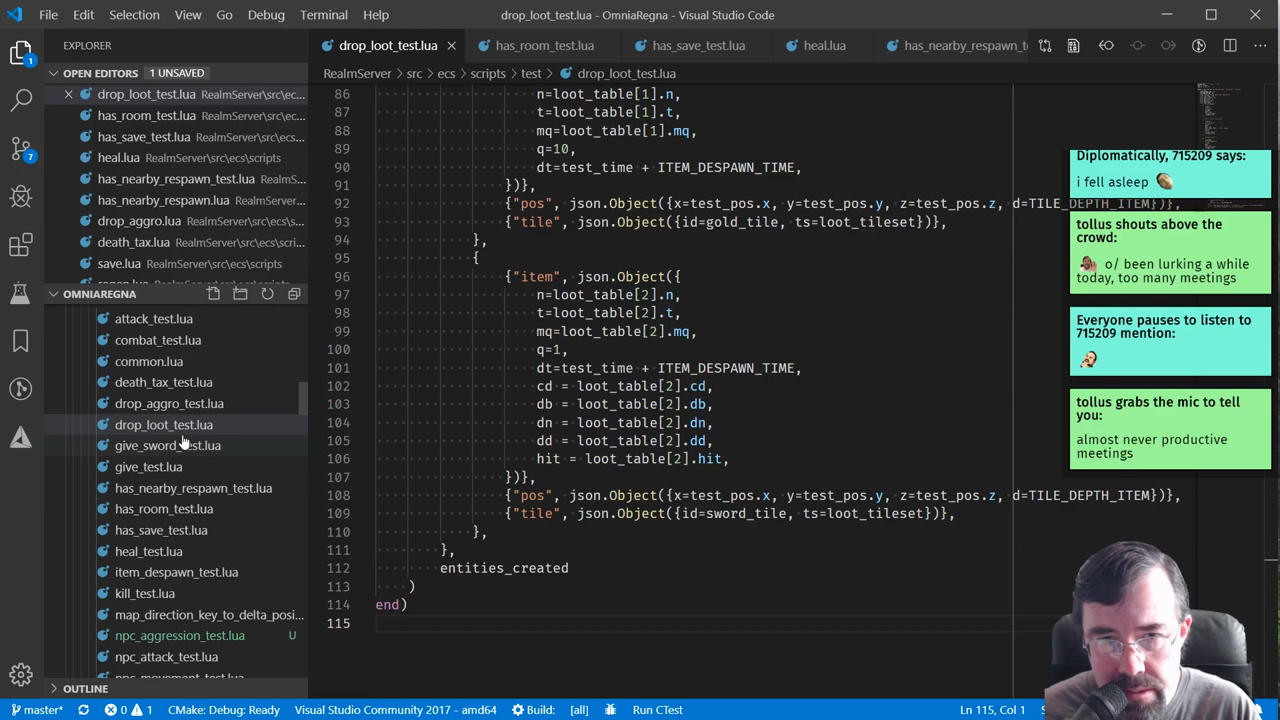 File Edit Selection View Go Debug Terminal Help
drop_loot_test.lua - OmniaRegna - Visual Studio Code
EXPLORER
OPEN EDITORS 1 UNSAVED
drop_loot_test.lua RealmServer\src\ec...
has_room_test.lua RealmServer\src\ecs...
has_save_test.lua RealmServer\src\ecs...
heal.lua RealmServer\src\ecs\scripts
has_nearby_respawn_test.lua RealmS...
has_nearby_respawn.lua RealmServer\...
drop_aggro.lua RealmServer\src\ecs\s...
death_tax.lua RealmServer\src\ecs\scri...
save.lua RealmServer\src\ecs\scripts
OMNIAREGNA
attack_test.lua
combat_test.lua
common.lua
death_tax_test.lua
drop_aggro_test.lua
drop_loot_test.lua
give_sword_test.lua
give_test.lua
has_nearby_respawn_test.lua
has_room_test.lua
has_save_test.lua
heal_test.lua
item_despawn_test.lua
kill_test.lua
map_direction_key_to_delta_posi...
npc_aggression_test.lua U
npc_attack_test.lua
OUTLINE
drop_loot_test.lua has_room_test.lua has_save_test.lua heal.lua has_nearby_respawn_t
RealmServer > src > ecs > scripts > test > drop_loot_test.lua
86 n=loot_table[1].n,
87 t=loot_table[1].t,
88 mq=loot_table[1].mq,
89 q=10,
90 dt=test_time + ITEM_DESPAWN_TIME,
91 })},
92 {"pos", json.Object({x=test_pos.x, y=test_pos.y, z=test_pos.z, d=TILE_DEPTH_ITEM})},
93 {"tile", json.Object({id=gold_tile, ts=loot_tileset})},
94 },
95 {
96 {"item", json.Object({
97 n=loot_table[2].n,
98 t=loot_table[2].t,
99 mq=loot_table[2].mq,
100 q=1,
101 dt=test_time + ITEM_DESPAWN_TIME,
102 cd = loot_table[2].cd,
103 db = loot_table[2].db,
104 dn = loot_table[2].dn,
105 dd = loot_table[2].dd,
106 hit = loot_table[2].hit,
107 })},
108 {"pos", json.Object({x=test_pos.x, y=test_pos.y, z=test_pos.z, d=TILE_DEPTH_ITEM})},
109 {"tile", json.Object({id=sword_tile, ts=loot_tileset})},
110 },
111 },
112 entities_created
113 )
114 end)
115
Diplomatically, 715209 says:
i fell asleep
tollus shouts above the
crowd:
o/ been lurking a while
today, too many meetings
Everyone pauses to listen to
715209 mention:
tollus grabs the mic to tell
you:
almost never productive
meetings
1
7
master* 0 1 CMake: Debug: Ready Visual Studio Community 2017 - amd64 Build: [all] Run CTest Ln 115, Col 1